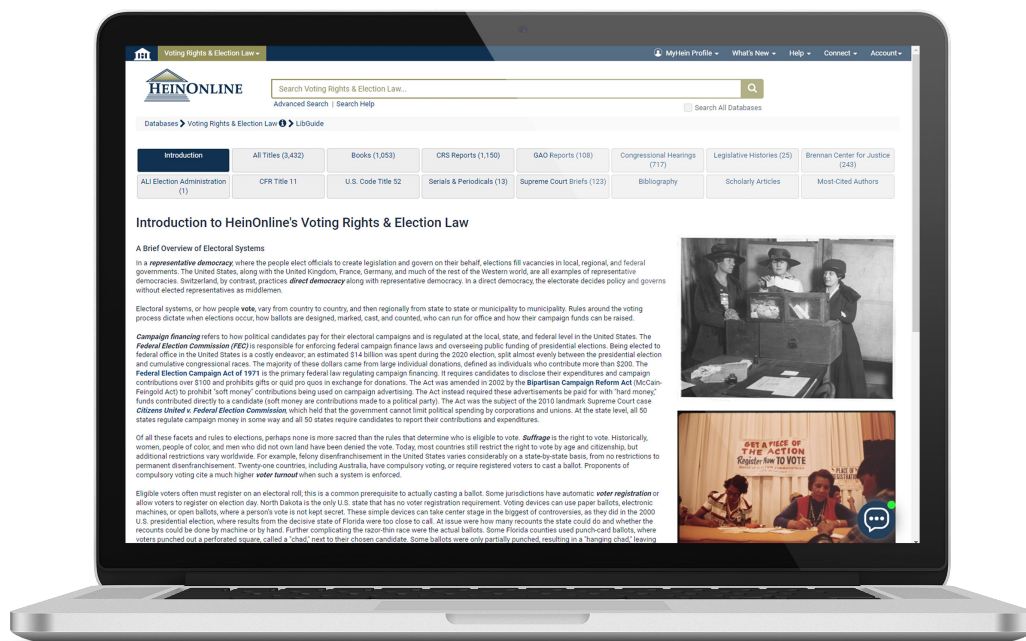 Voting Rights & Election Law
MyHein Profile
What's New
Help
Connect
Account
HEINONLINE
Search Voting Rights & Election Law...
Advanced Search | Search Help
Search All Databases
Databases > Voting Rights & Election Law > LibGuide
Introduction
All Titles (3,432)
Books (1,053)
CRS Reports (1,150)
GAO Reports (108)
Congressional Hearings
(717)
Legislative Histories (25)
Brennan Center for Justice
(243)
ALI Election Administration
(1)
CFR Title 11
U.S. Code Title 52
Serials & Periodicals (13)
Supreme Court Briefs (123)
Bibliography
Scholarly Articles
Most-Cited Authors
Introduction to HeinOnline's Voting Rights & Election Law
A Brief Overview of Electoral Systems
In a representative democracy, where the people elect officials to create legislation and govern on their behalf, elections fill vacancies in local, regional, and federal
governments. The United States, along with the United Kingdom, France, Germany, and much of the rest of the Western world, are all examples of representative
democracies. Switzerland, by contrast, practices direct democracy along with representative democracy. In a direct democracy, the electorate decides policy and governs
without elected representatives as middlemen.
Electoral systems, or how people vote, vary from country to country, and then regionally from state to state or municipality to municipality. Rules around the voting
process dictate when elections occur, how ballots are designed, marked, cast, and counted, who can run for office and how their campaign funds can be raised.
Campaign financing refers to how political candidates pay for their electoral campaigns and is regulated at the local, state, and federal level in the United States. The
Federal Election Commission (FEC) is responsible for enforcing federal campaign finance laws and overseeing public funding of presidential elections. Being elected to
federal office in the United States is a costly endeavor; an estimated $14 billion was spent during the 2020 election, split almost evenly between the presidential election
and cumulative congressional races. The majority of these dollars came from large individual donations, defined as individuals who contribute more than $200. The
Federal Election Campaign Act of 1971 is the primary federal law regulating campaign financing. It requires candidates to disclose their expenditures and campaign
contributions over $100 and prohibits gifts or quid pro quos in exchange for donations. The Act was amended in 2002 by the Bipartisan Campaign Reform Act (McCain-
Feingold Act) to prohibit "soft money" contributions being used on campaign advertising. The Act instead required these advertisements be paid for with "hard money,"
funds contributed directly to a candidate (soft money are contributions made to a political party). The Act was the subject of the 2010 landmark Supreme Court case
Citizens United v. Federal Election Commission, which held that the government cannot limit political spending by corporations and unions. At the state level, all 50
states regulate campaign money in some way and all 50 states require candidates to report their contributions and expenditures.
Of all these facets and rules to elections, perhaps none is more sacred than the rules that determine who is eligible to vote. Suffrage is the right to vote. Historically,
women, people of color, and men who did not own land have been denied the vote. Today, most countries still restrict the right to vote by age and citizenship, but
additional restrictions vary worldwide. For example, felony disenfranchisement in the United States varies considerably on a state-by-state basis, from no restrictions to
permanent disenfranchisement. Twenty-one countries, including Australia, have compulsory voting, or require registered voters to cast a ballot. Proponents of
compulsory voting cite a much higher voter turnout when such a system is enforced.
Eligible voters often must register on an electoral roll; this is a common prerequisite to actually casting a ballot. Some jurisdictions have automatic voter registration or
allow voters to register on election day. North Dakota is the only U.S. state that has no voter registration requirement. Voting devices can use paper ballots, electronic
machines, or open ballots, where a person's vote is not kept secret. These simple devices can take center stage in the biggest of controversies, as they did in the 2000
U.S. presidential election, where results from the decisive state of Florida were too close to call. At issue were how many recounts the state could do and whether the
recounts could be done by machine or by hand. Further complicating the razor-thin race were the actual ballots. Some Florida counties used punch-card ballots, where
voters punched out a perforated square, called a "chad," next to their chosen candidate. Some ballots were only partially punched, resulting in a "hanging chad," leaving
GET A PIECE OF
THE ACTION
Register Now TO VOTE
PLACE OF
REGISTRATION